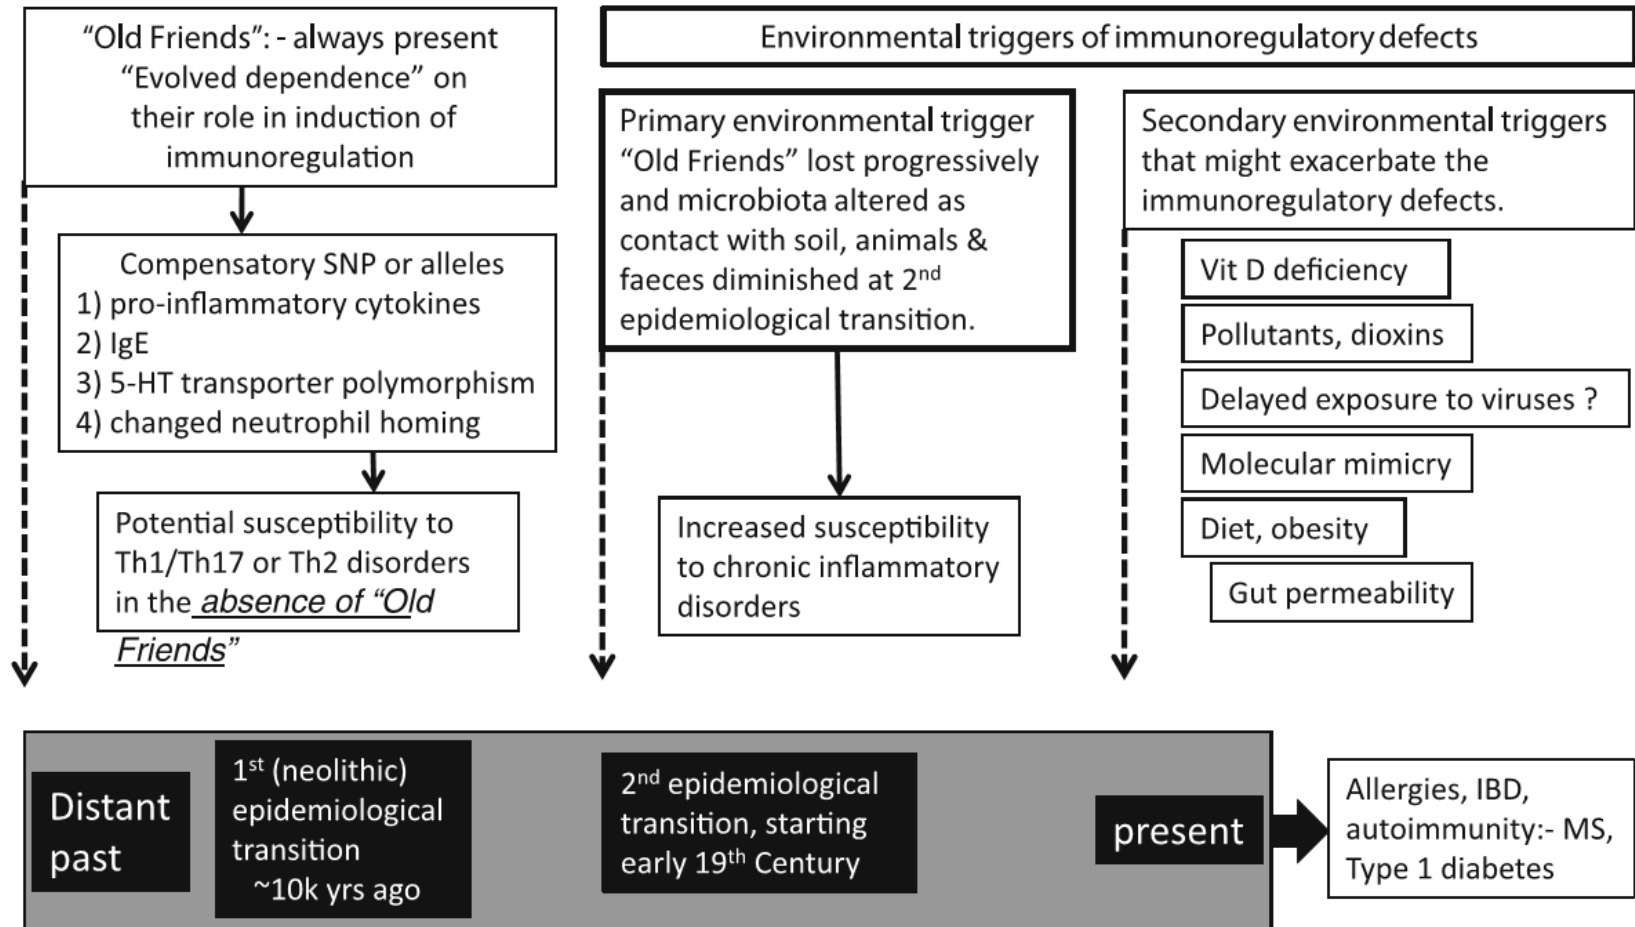 “Old Friends”: - always present
“Evolved dependence” on
their role in induction of
immunoregulation
Compensatory SNP or alleles
1) pro-inflammatory cytokines
2) IgE
3) 5-HT transporter polymorphism
4) changed neutrophil homing
Potential susceptibility to
Th1/Th17 or Th2 disorders
in the absence of “Old
Friends”
Environmental triggers of immunoregulatory defects
Primary environmental trigger
“Old Friends” lost progressively
and microbiota altered as
contact with soil, animals &
faeces diminished at 2nd
epidemiological transition.
Increased susceptibility
to chronic inflammatory
disorders
Secondary environmental triggers
that might exacerbate the
immunoregulatory defects.
Vit D deficiency
Pollutants, dioxins
Delayed exposure to viruses ?
Molecular mimicry
Diet, obesity
Gut permeability
Distant
past
1st (neolithic)
epidemiological
transition
~10k yrs ago
2nd epidemiological
transition, starting
early 19th Century
present
Allergies, IBD,
autoimmunity:- MS,
Type 1 diabetes